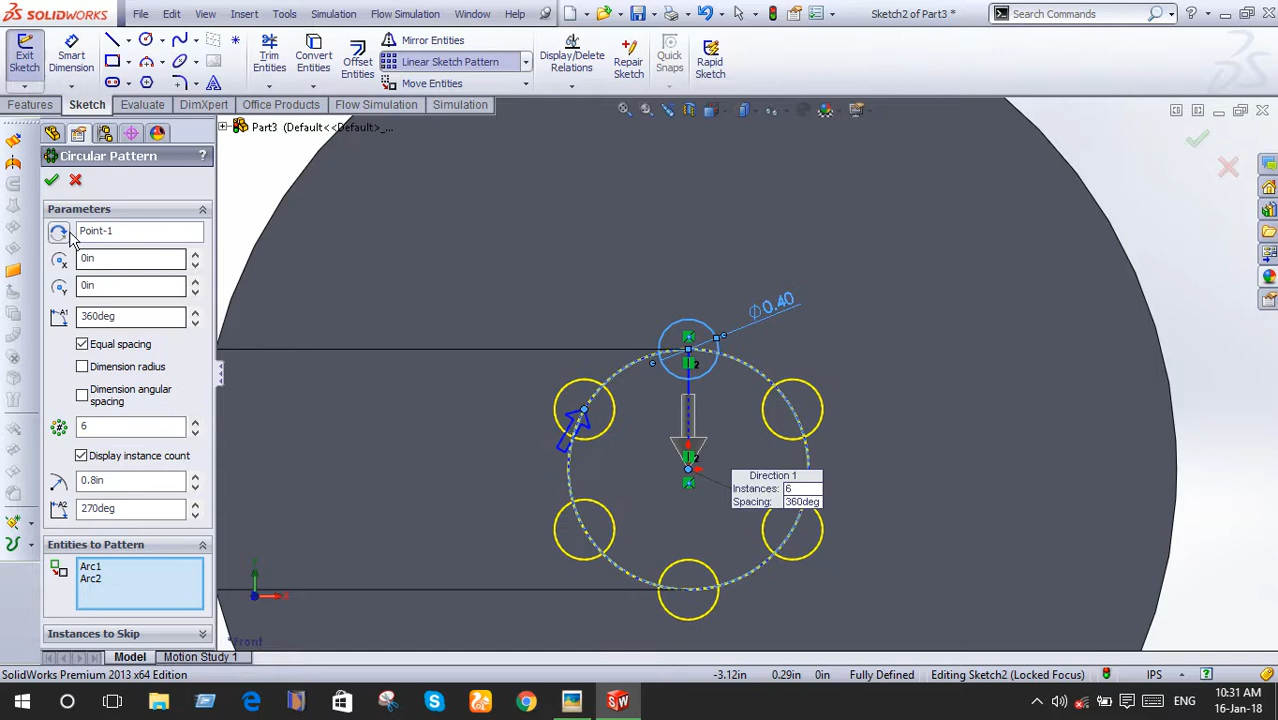 SOLIDWORKS
File
Edit
View
Insert
Tools
Simulation
Flow Simulation
Window
Help
Sketch2 of Part3 *
Search Commands
Exit Sketch
Smart Dimension
Trim Entities
Convert Entities
Offset Entities
Mirror Entities
Linear Sketch Pattern
Move Entities
Display/Delete Relations
Repair Sketch
Quick Snaps
Rapid Sketch
Features
Sketch
Evaluate
DimXpert
Office Products
Flow Simulation
Simulation
Part3 (Default<<Default>_...
Circular Pattern
?
Parameters
Point-1
0in
0in
360deg
Equal spacing
Dimension radius
Dimension angular spacing
6
Display instance count
0.8in
270deg
Entities to Pattern
Arc1
Arc2
Instances to Skip
Ø0.40
2
2
Direction 1
Instances: 6
Spacing: 360deg
*Front
Model
Motion Study 1
SolidWorks Premium 2013 x64 Edition
-3.12in
0.29in
0in
Fully Defined
Editing Sketch2 (Locked Focus)
IPS
ENG
10:31 AM
16-Jan-18